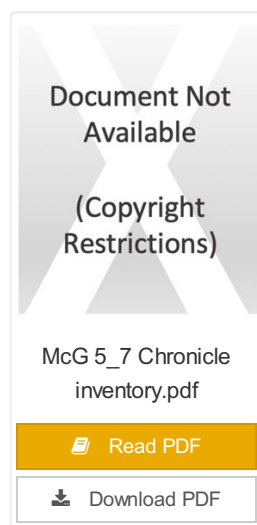 Document Not
Available
(Copyright
Restrictions)
McG 5_7 Chronicle
inventory.pdf
Read PDF
Download PDF